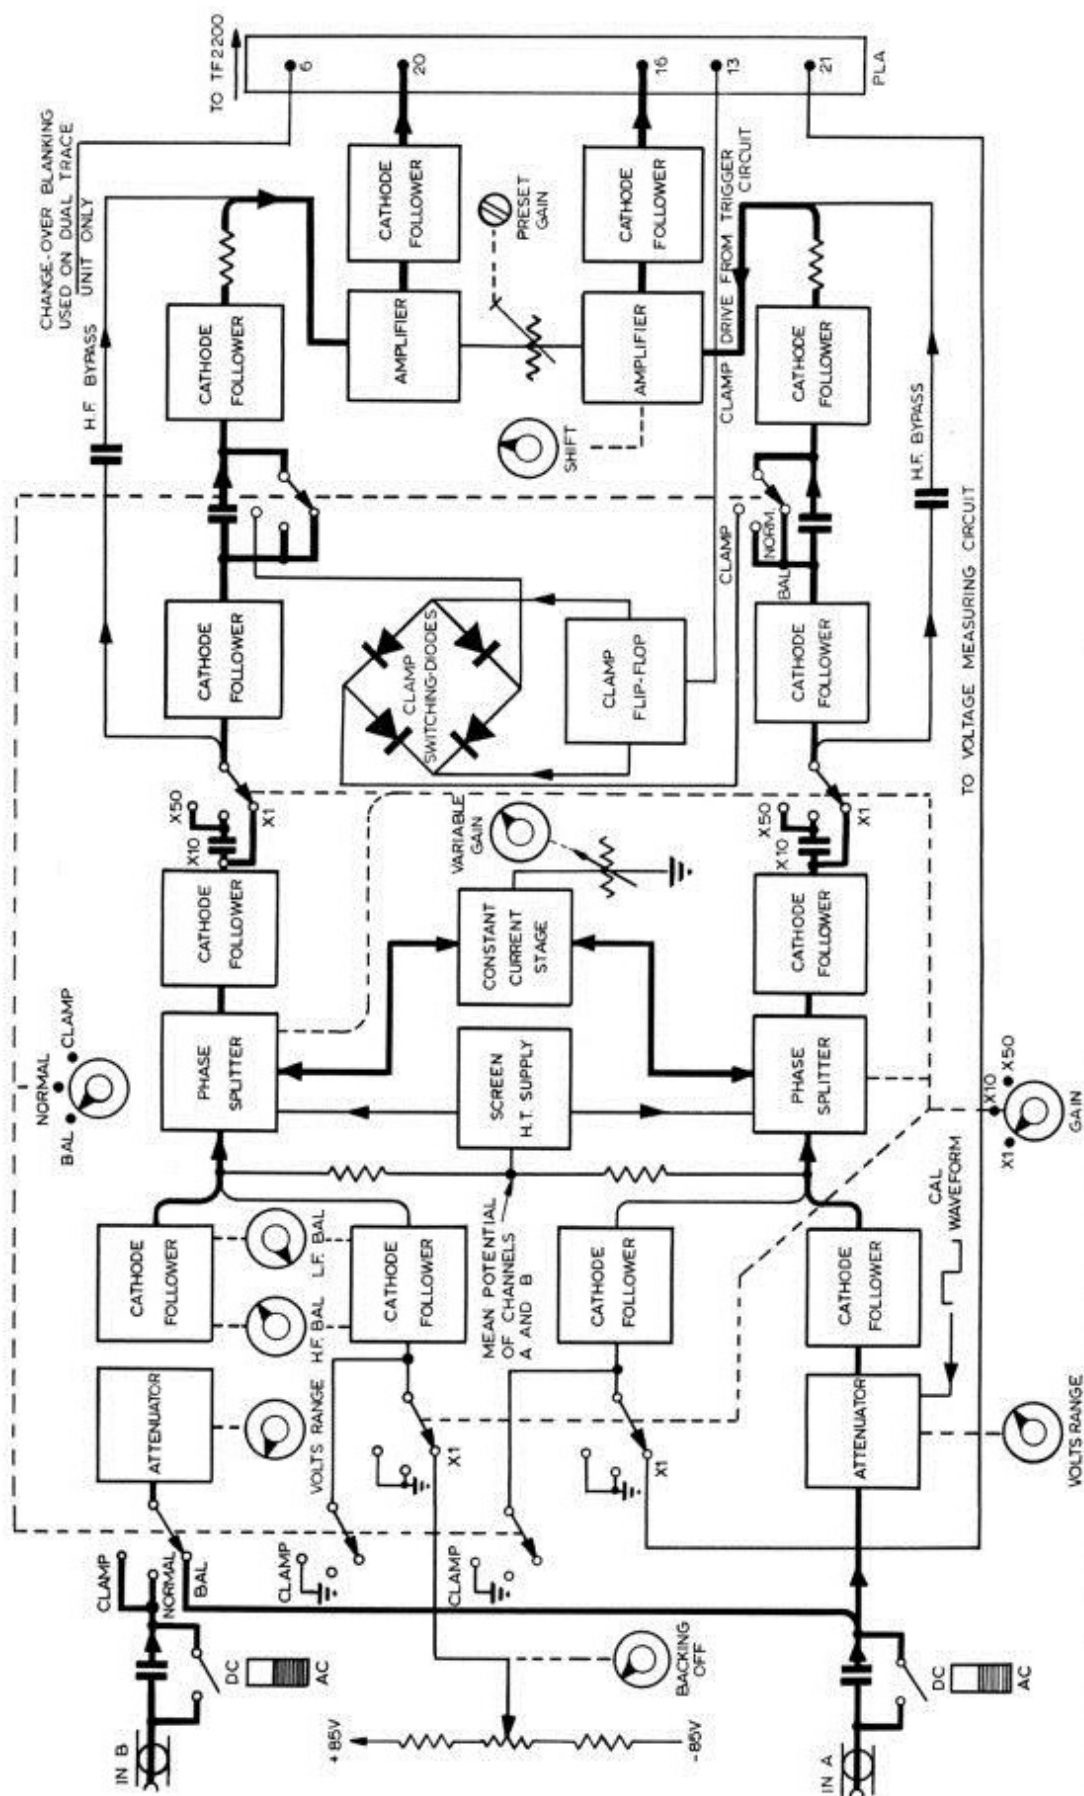 TO TF2200
6
20
16
13
21
PLA
CHANGE-OVER BLANKING
USED ON DUAL TRACE
UNIT ONLY
H.F. BYPASS
CATHODE
FOLLOWER
CATHODE
FOLLOWER
CATHODE
FOLLOWER
AMPLIFIER
PRESET
GAIN
CATHODE
FOLLOWER
AMPLIFIER
SHIFT
CLAMP DRIVE FROM TRIGGER
CIRCUIT
CATHODE
FOLLOWER
H.F. BYPASS
CLAMP
NORM.
BAL
CLAMP
SWITCHING-DIODES
CLAMP
FLIP-FLOP
CATHODE
FOLLOWER
TO VOLTAGE MEASURING CIRCUIT
X50
X10
X1
X50
X10
X1
VARIABLE
GAIN
CATHODE
FOLLOWER
CONSTANT
CURRENT
STAGE
CATHODE
FOLLOWER
BAL
NORMAL
CLAMP
PHASE
SPLITTER
SCREEN
H.T. SUPPLY
PHASE
SPLITTER
X1
X10
X50
GAIN
CATHODE
FOLLOWER
L.F. BAL
H.F. BAL
CATHODE
FOLLOWER
MEAN POTENTIAL
OF CHANNELS
A AND B
CATHODE
FOLLOWER
CATHODE
FOLLOWER
CAL
WAVEFORM
ATTENUATOR
VOLTS RANGE
X1
X1
ATTENUATOR
VOLTS RANGE
CLAMP
NORMAL
BAL
CLAMP
CLAMP
DC
AC
IN B
BACKING
OFF
+85V
-85V
DC
AC
IN A